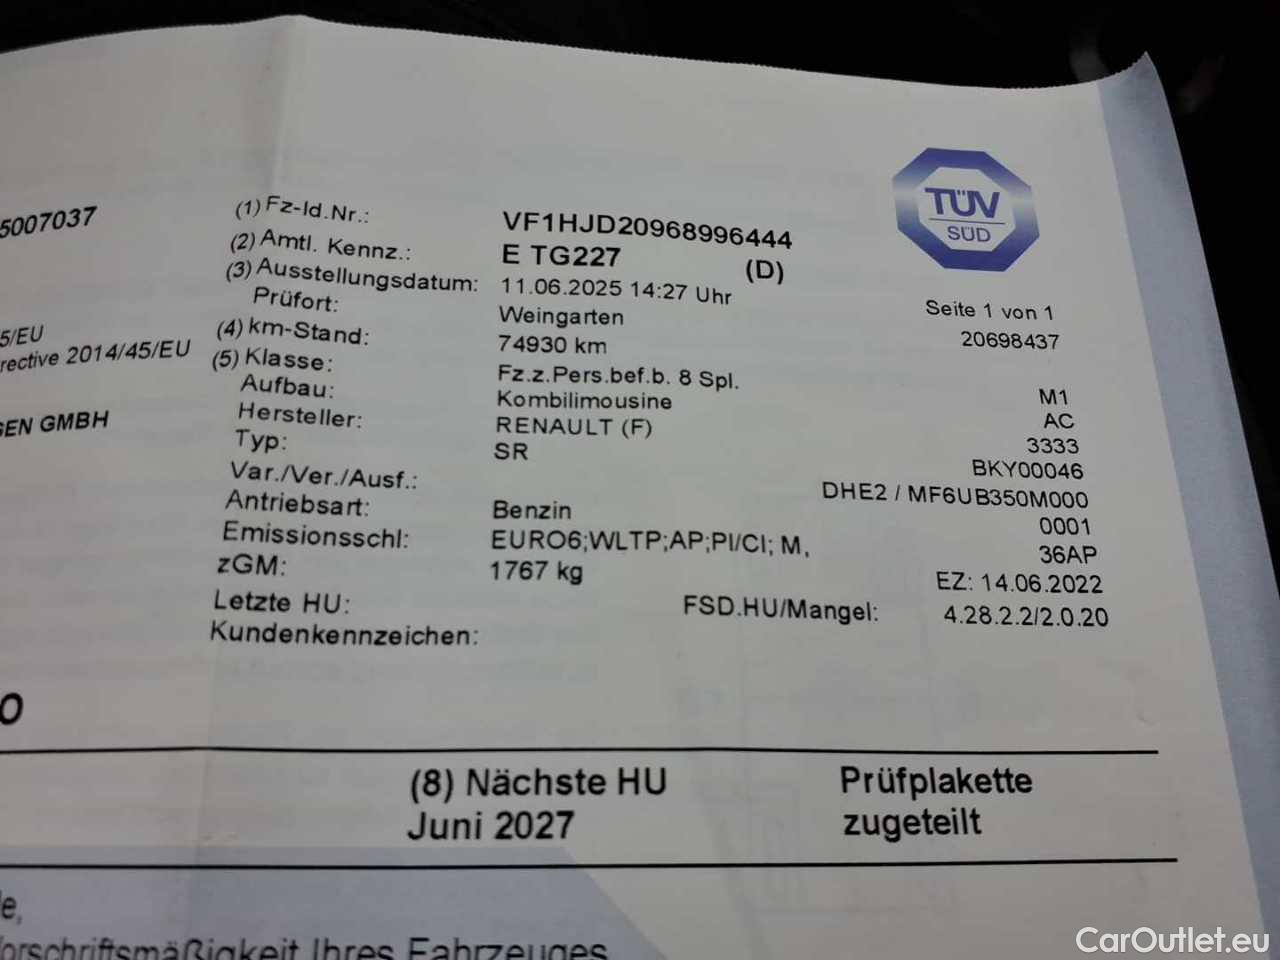 TÜV
SÜD
5007037
(1) Fz-Id.Nr.: VF1HJD20968996444
(2) Amtl. Kennz.: E TG227 (D)
(3) Ausstellungsdatum: 11.06.2025 14:27 Uhr
Seite 1 von 1
Prüfort: Weingarten
20698437
5/EU
(4) km-Stand: 74930 km
rective 2014/45/EU
(5) Klasse: Fz.z.Pers.bef.b. 8 Spl. M1
Aufbau: Kombilimousine AC
GEN GMBH
Hersteller: RENAULT (F) 3333
Typ: SR BKY00046
Var./Ver./Ausf.: DHE2 / MF6UB350M000
Antriebsart: Benzin 0001
Emissionsschl: EURO6;WLTP;AP;PI/CI; M, 36AP
zGM: 1767 kg EZ: 14.06.2022
Letzte HU: FSD.HU/Mangel: 4.28.2.2/2.0.20
Kundenkennzeichen:
(8) Nächste HU Prüfplakette
Juni 2027 zugeteilt
de,
Vorschriftsmäßigkeit Ihres Fahrzeuges
CarOutlet.eu